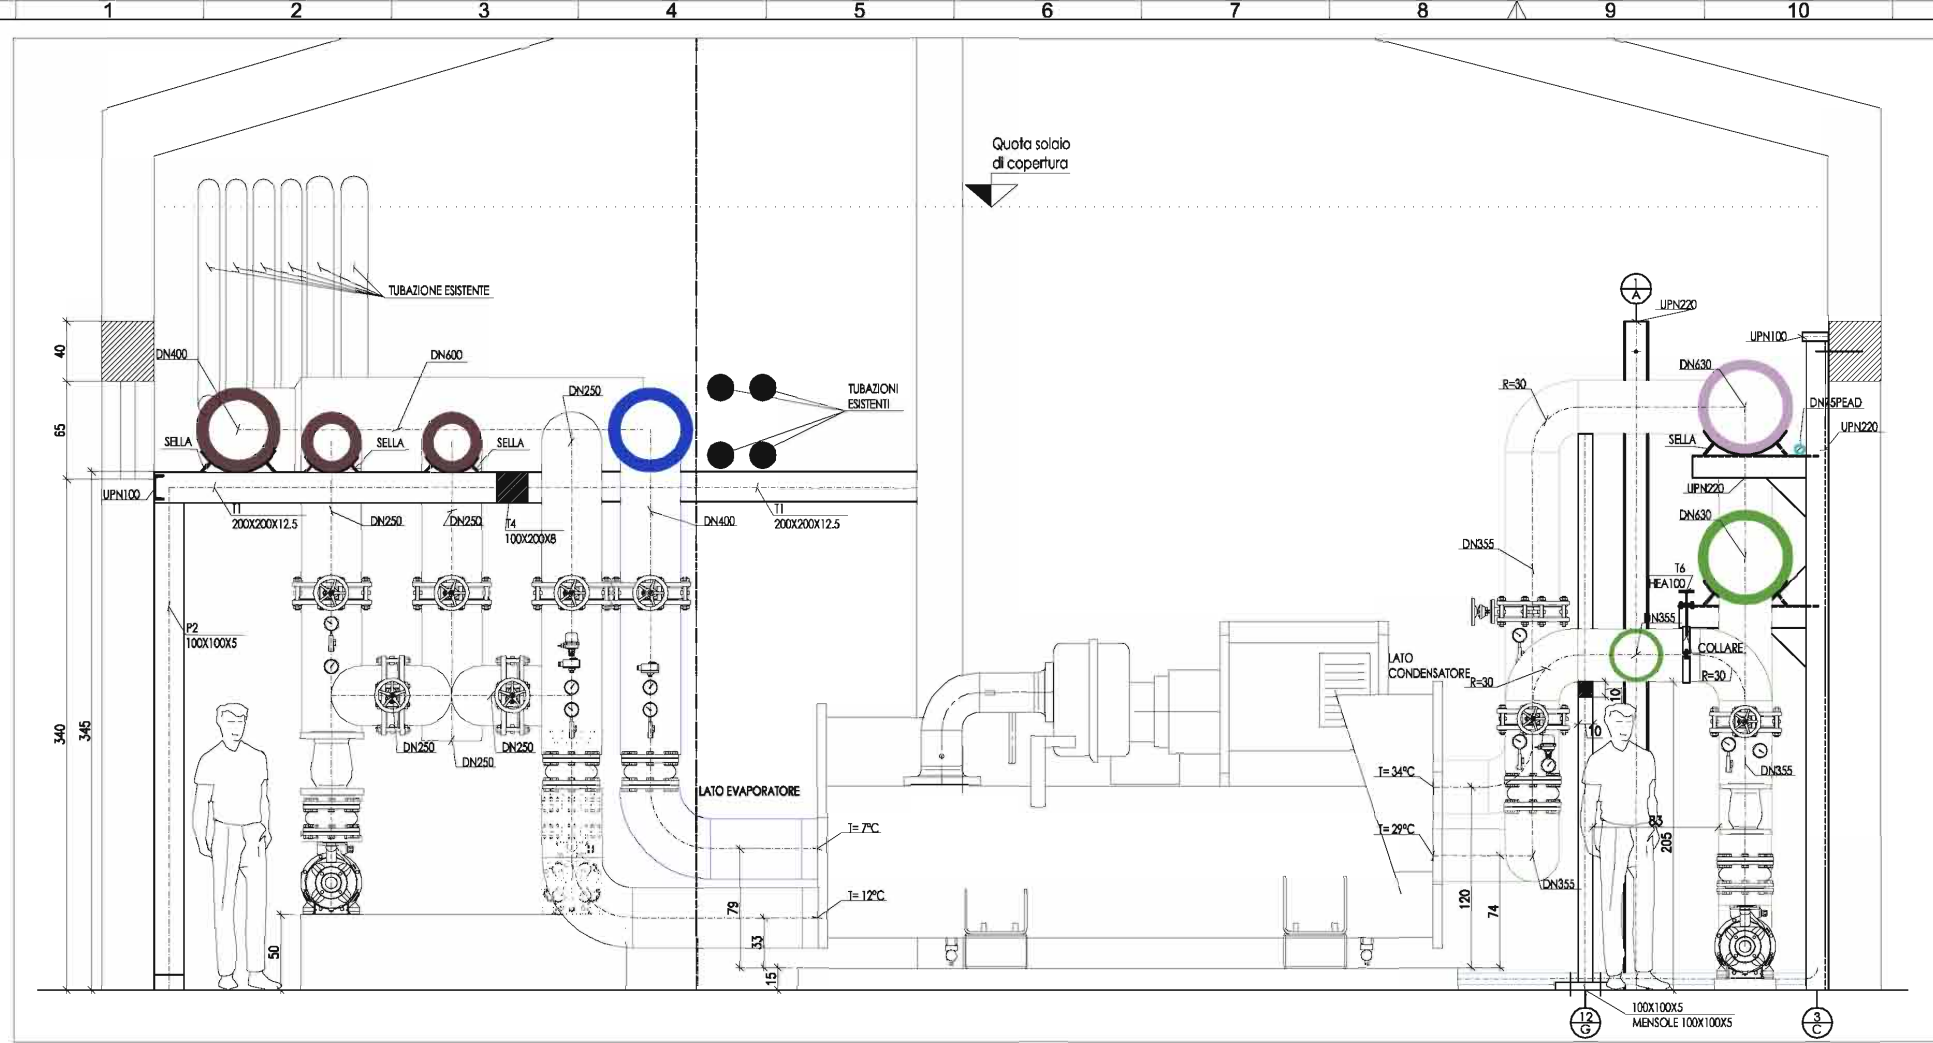 1 2 3 4 5 6 7 8 9 10
Quota solaio
di copertura
TUBAZIONE ESISTENTE
1
A
UPN220
UPN100
40
DN400
DN600
DN250
TUBAZIONI
ESISTENTI
R=30
DN630
65
SELLA
SELLA
SELLA
SELLA
UPN220
UPN100
T1
200X200X12.5
DN250
DN250
T4
100X200X8
DN400
T1
200X200X12.5
UPN220
DN630
DN355
T6
HEA100
DN355
P2
100X100X5
LATO
CONDENSATORE
COLLARE
R=30
R=30
10
10
340
345
DN250
DN250
DN250
LATO EVAPORATORE
T= 34°C
DN355
T= 7°C
T= 29°C
83
205
T= 12°C
DN355
79
33
15
50
120
74
100X100X5
MENSOLE 100X100X5
12
G
3
C